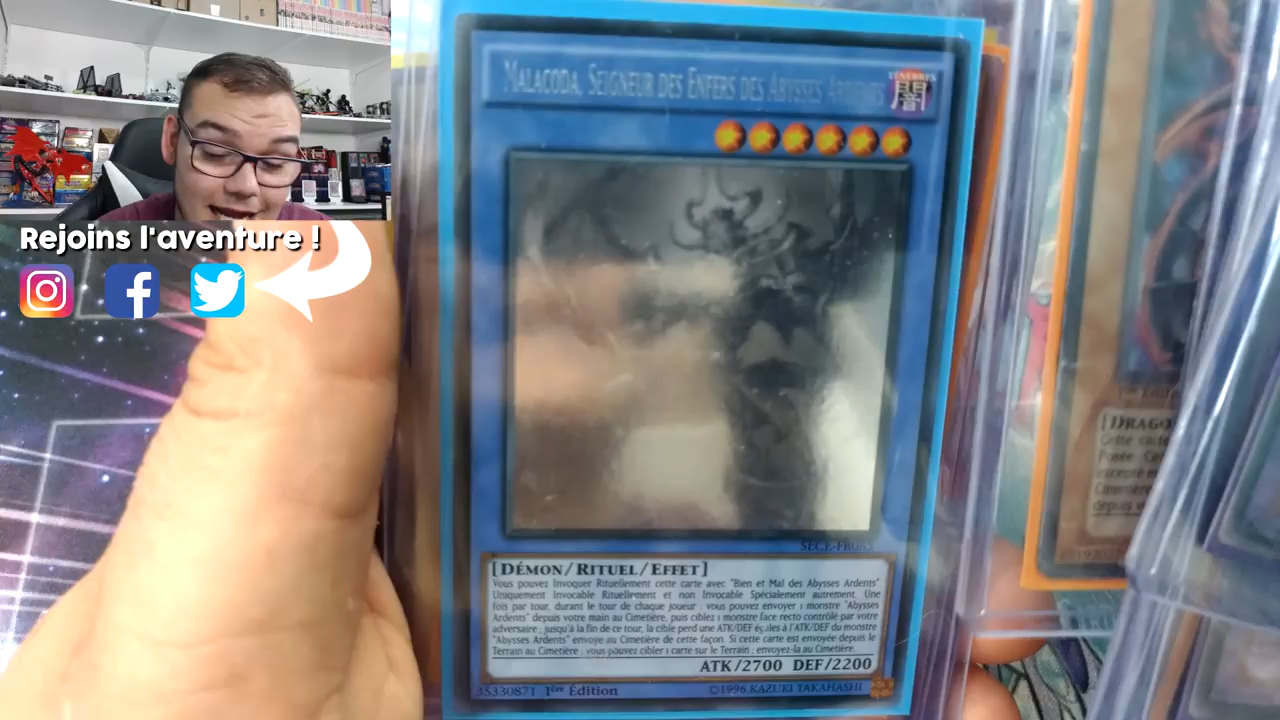 Rejoins l'aventure !
MALACODA, SEIGNEUR DES ENFERS DES ABYSSES ARDENTS
TÉNÈBRES
闇
SECE-FR083
[DÉMON/RITUEL/EFFET]
Vous pouvez Invoquer Rituellement cette carte avec "Bien et Mal des Abysses Ardents"
Uniquement Invocable Rituellement et non Invocable Spécialement autrement. Une
fois par tour, durant le tour de chaque joueur : vous pouvez envoyer 1 monstre "Abysses
Ardents" depuis votre main au Cimetière, puis ciblez 1 monstre face recto contrôlé par votre
adversaire ; jusqu'à la fin de ce tour, la cible perd une ATK/DEF égales à l'ATK/DEF du monstre
"Abysses Ardents" envoyé au Cimetière de cette façon. Si cette carte est envoyée depuis le
Terrain au Cimetière : vous pouvez cibler 1 carte sur le Terrain ; envoyez-la au Cimetière.
ATK/2700 DEF/2200
35330871 1ère Édition
©1996 KAZUKI TAKAHASHI
[DRAGO
Cette
Posée
excepté
Cimetière
depuis